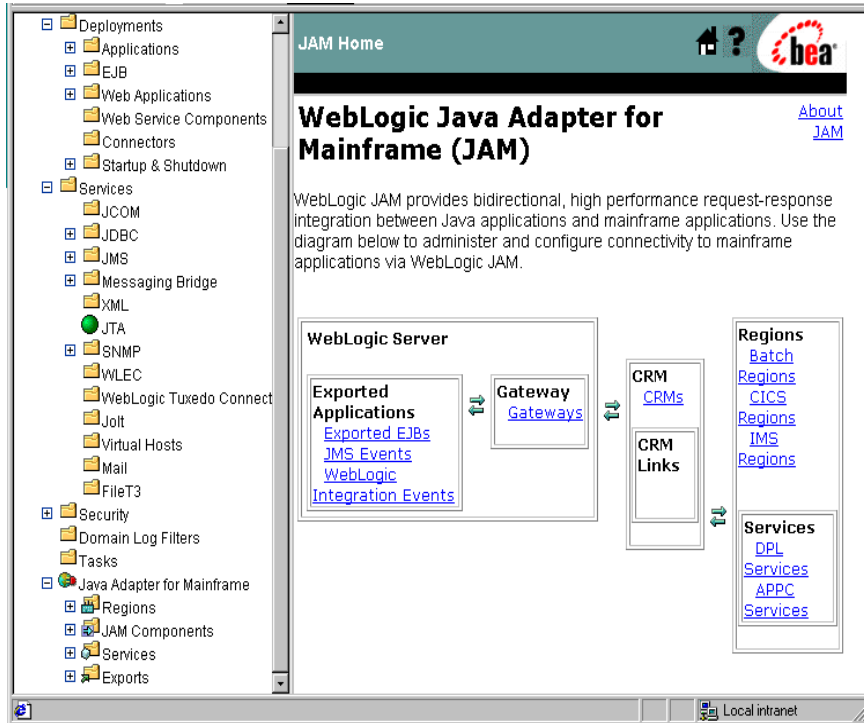 Deployments
Applications
EJB
Web Applications
Web Service Components
Connectors
Startup & Shutdown
Services
JCOM
JDBC
JMS
Messaging Bridge
XML
JTA
SNMP
WLEC
WebLogic Tuedo Connect
Jolt
Virtual Hosts
Mail
FileT3
Security
Domain Log Filters
Tasks
Java Adapter for Mainframe
Regions
JAM Components
Services
Exports
JAM Home
?
bea
WebLogic Java Adapter for
Mainframe (JAM)
About
JAM
WebLogic JAM provides bidirectional, high performance request-response
integration between Java applications and mainframe applications. Use the
diagram below to administer and configure connectivity to mainframe
applications via WebLogic JAM.
WebLogic Server
Exported
Applications
Exported EJBs
JMS Events
WebLogic
Integration Events
Gateway
Gateways
CRM
CRMs
CRM
Links
Regions
Batch
Regions
CICS
Regions
IMS
Regions
Services
DPL
Services
APPC
Services
Local intranet